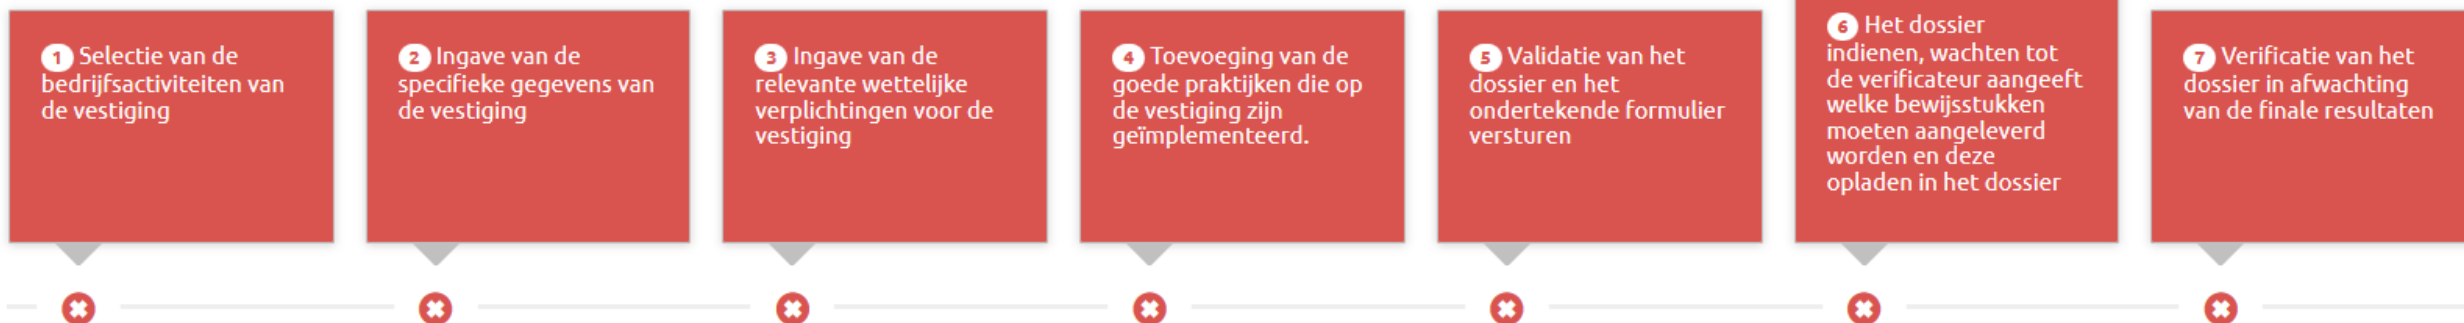 1 Selectie van de
bedrijfsactiviteiten van
de vestiging
2 Ingave van de
specifieke gegevens van
de vestiging
3 Ingave van de
relevante wettelijke
verplichtingen voor de
vestiging
4 Toevoeging van de
goede praktijken die op
de vestiging zijn
geïmplementeerd.
5 Validatie van het
dossier en het
ondertekende formulier
versturen
6 Het dossier
indienen, wachten tot
de verificateur aangeeft
welke bewijsstukken
moeten aangeleverd
worden en deze
opladen in het dossier
7 Verificatie van het
dossier in afwachting
van de finale resultaten